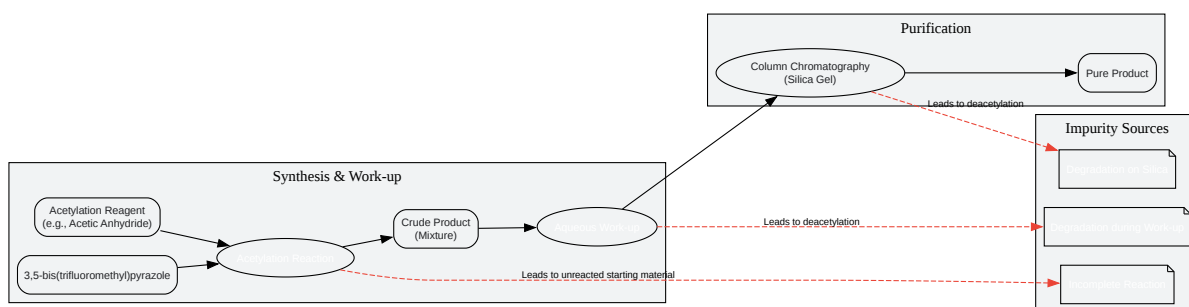 Purification
Column Chromatography
(Silica Gel)
Pure Product
Leads to deacetylation
Impurity Sources
Degradation on Silica
Synthesis & Work-up
Acetylation Reagent
(e.g., Acetic Anhydride)
Crude Product
(Mixture)
Aqueous Work-up
Leads to deacetylation
Degradation during Work-up
Acetylation Reaction
3,5-bis(trifluoromethyl)pyrazole
Leads to unreacted starting material
Incomplete Reaction